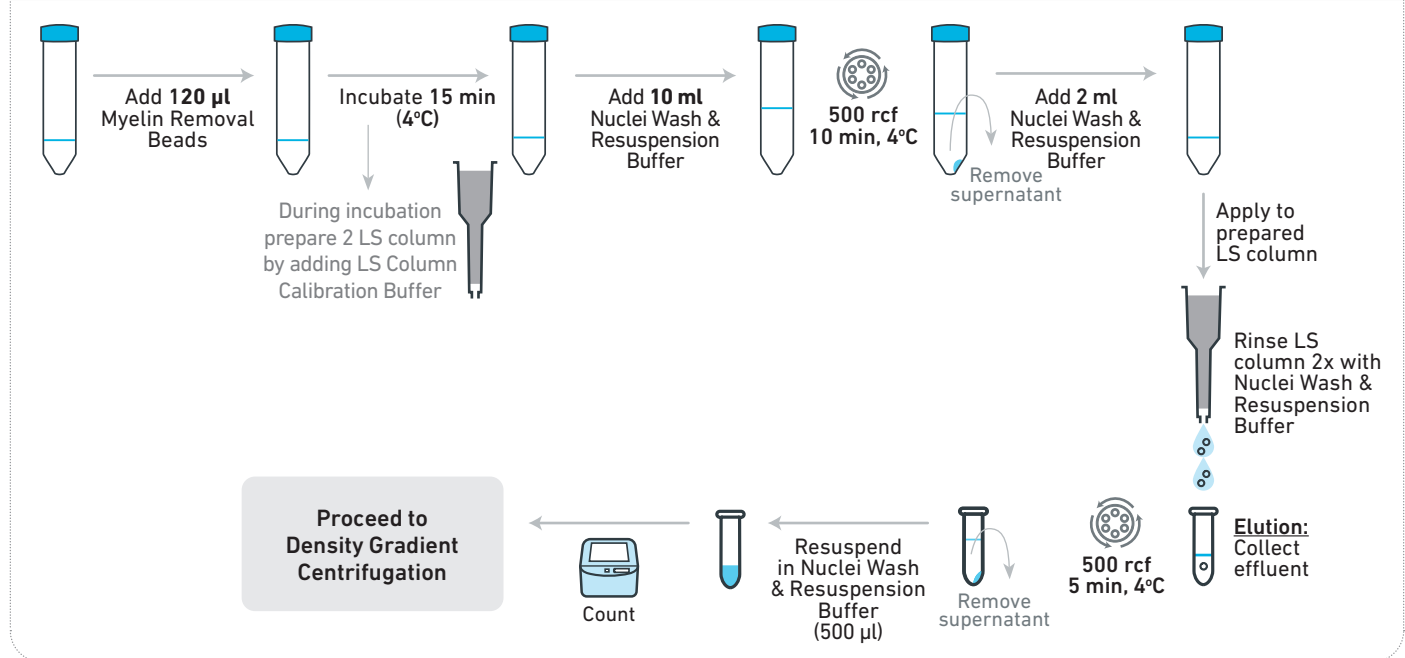 Add 120 µl
Myelin Removal
Beads
Incubate 15 min
(4ºC)
During incubation
prepare 2 LS column
by adding LS Column
Calibration Buffer
Add 10 ml
Nuclei Wash &
Resuspension
Buffer
500 rcf
10 min, 4ºC
Remove
supernatant
Add 2 ml
Nuclei Wash &
Resuspension
Buffer
Apply to
prepared
LS column
Rinse LS
column 2x with
Nuclei Wash &
Resuspension
Buffer
Elution:
Collect
effluent
500 rcf
5 min, 4ºC
Remove
supernatant
Resuspend
in Nuclei Wash
& Resuspension
Buffer
(500 µl)
Count
Proceed to
Density Gradient
Centrifugation